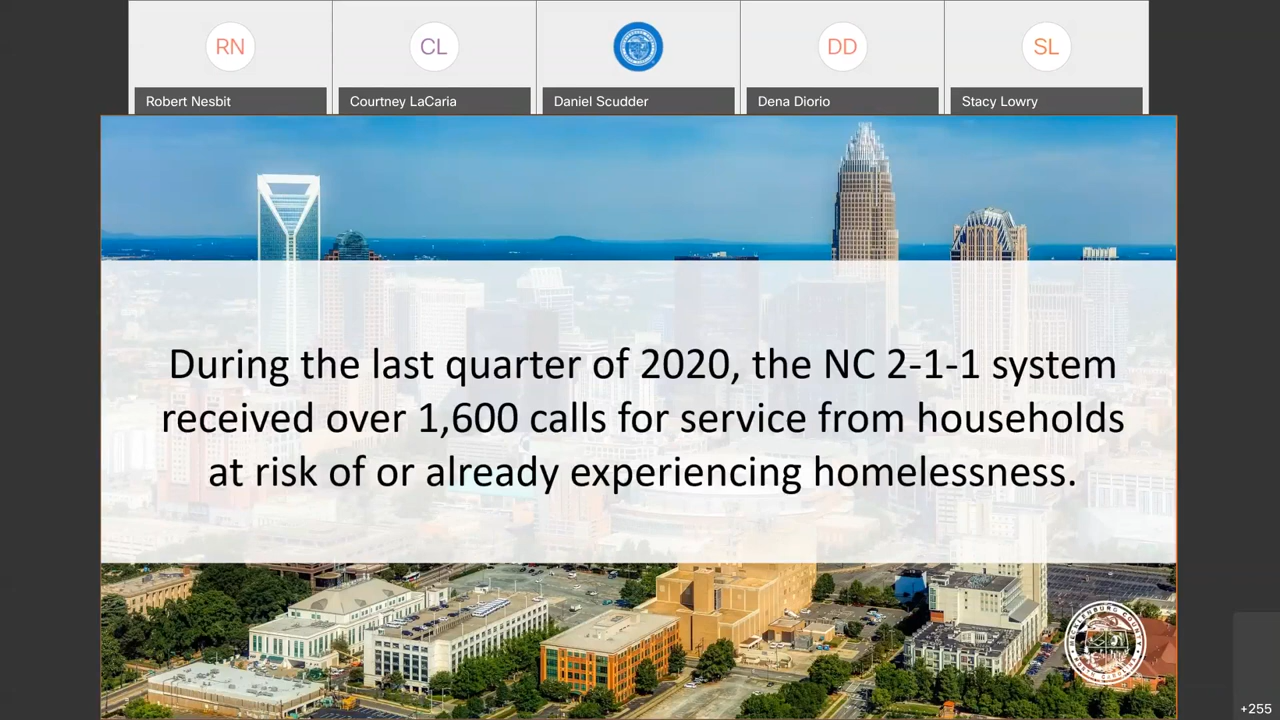 RN
CL
DD
SL
Robert Nesbit
Courtney LaCaria
Daniel Scudder
Dena Diorio
Stacy Lowry
During the last quarter of 2020, the NC 2-1-1 system
received over 1,600 calls for service from households
at risk of or already experiencing homelessness.
+255